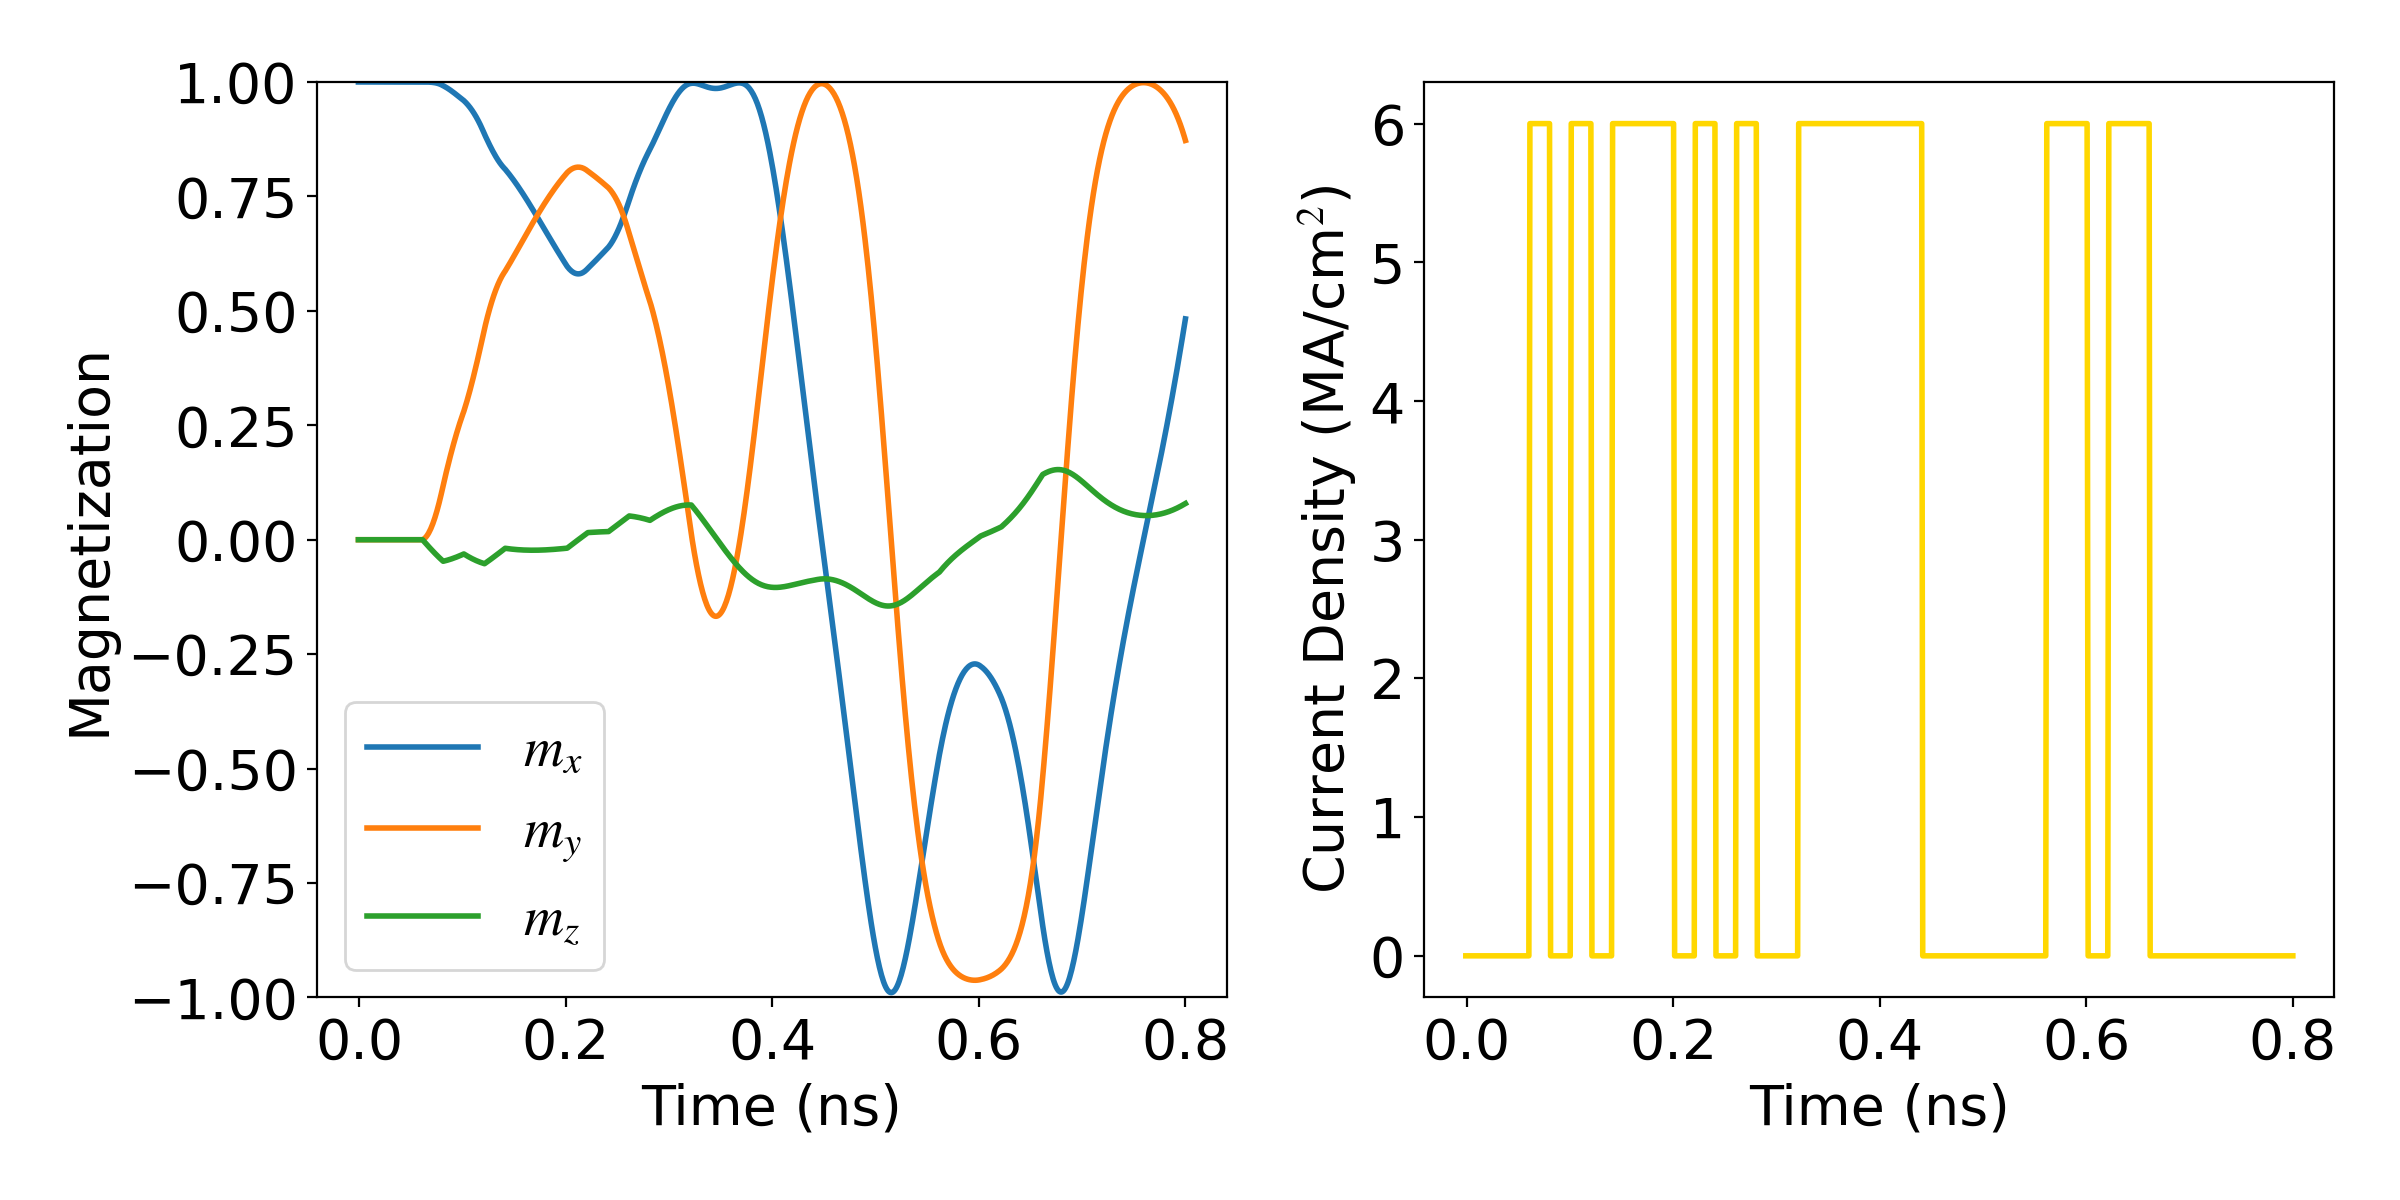 Magnetization
1.00
0.75
0.50
0.25
0.00
−0.25
−0.50
−0.75
−1.00
m_x
m_y
m_z
0.0 0.2 0.4 0.6 0.8
Time (ns)
Current Density (MA/cm²)
6
5
4
3
2
1
0
0.0 0.2 0.4 0.6 0.8
Time (ns)